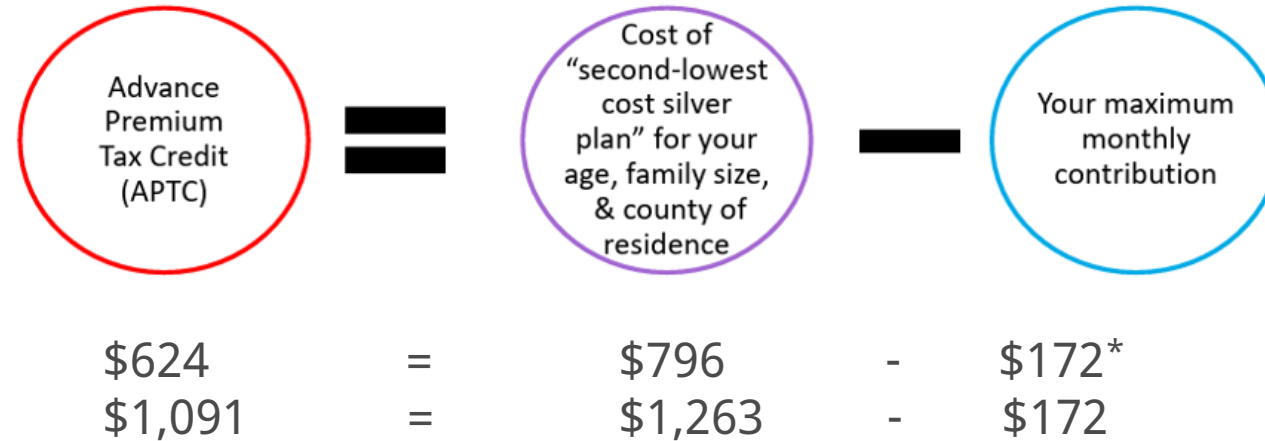 Advance
Premium
Tax Credit
(APTC)
Cost of
“second-lowest
cost silver
plan” for your
age, family size,
& county of
residence
Your maximum
monthly
contribution
$624 = $796 - $172*
$1,091 = $1,263 - $172